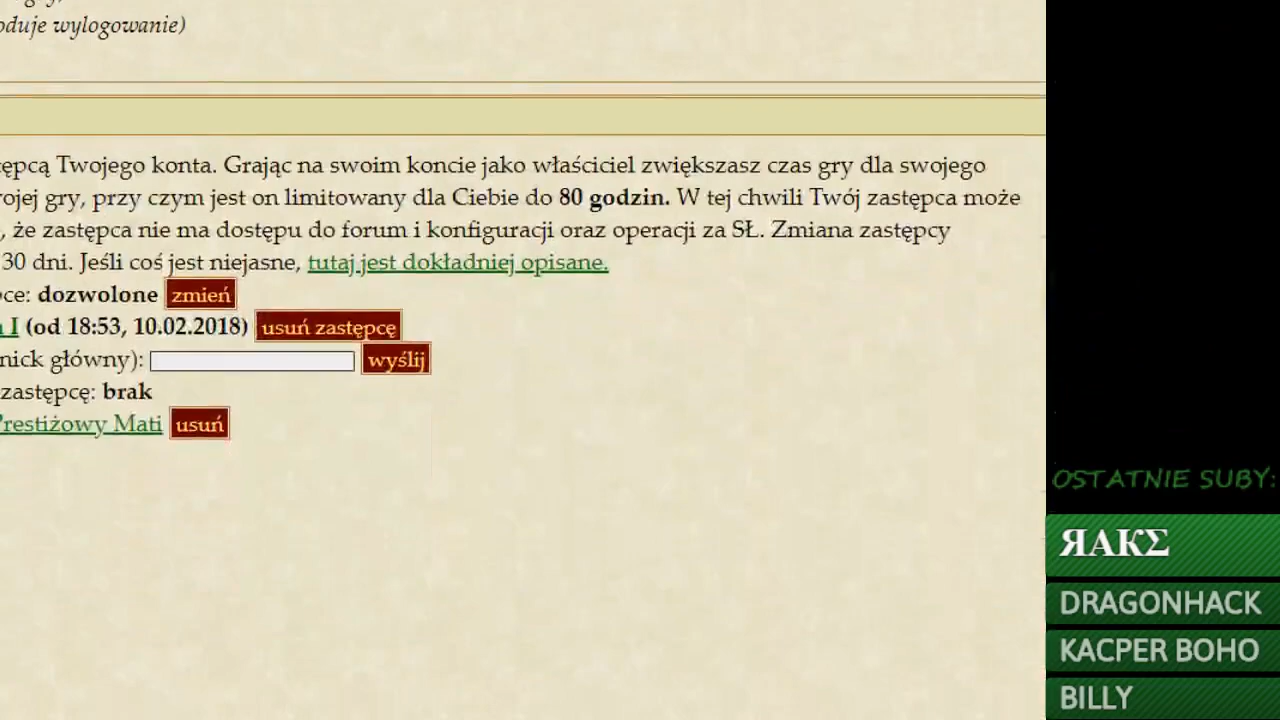 oduje wylogowanie)
ępcą Twojego konta. Grając na swoim koncie jako właściciel zwiększasz czas gry dla swojego
ojej gry, przy czym jest on limitowany dla Ciebie do 80 godzin. W tej chwili Twój zastępca może
, że zastępca nie ma dostępu do forum i konfiguracji oraz operacji za SŁ. Zmiana zastępcy
30 dni. Jeśli coś jest niejasne, tutaj jest dokładniej opisane.
ce: dozwolone zmień
I (od 18:53, 10.02.2018) usuń zastępcę
nick główny): wyślij
zastępcę: brak
Prestiżowy Mati usuń
OSTATNIE SUBY:
ЯAKΣ
DRAGONHACK
KACPER BOHO
BILLY